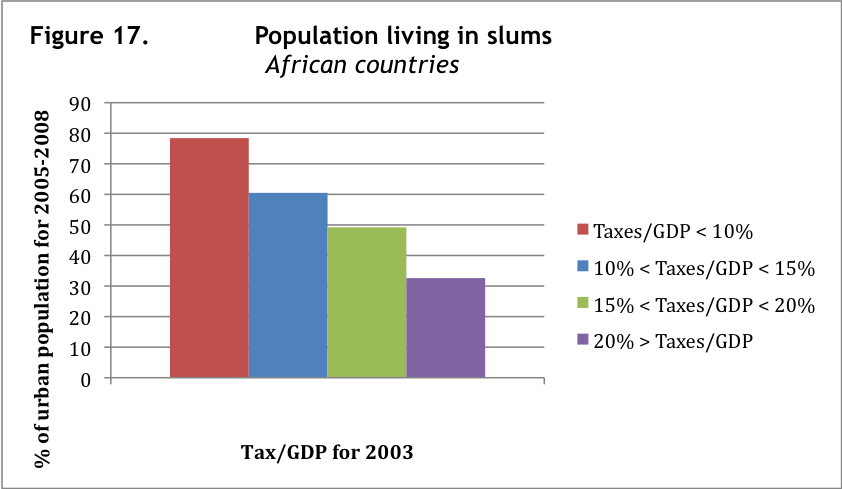 Figure 17. Population living in slums
African countries
% of urban population for 2005-2008
90
80
70
60
50
40
30
20
10
0
Tax/GDP for 2003
Taxes/GDP < 10%
10% < Taxes/GDP < 15%
15% < Taxes/GDP < 20%
20% > Taxes/GDP